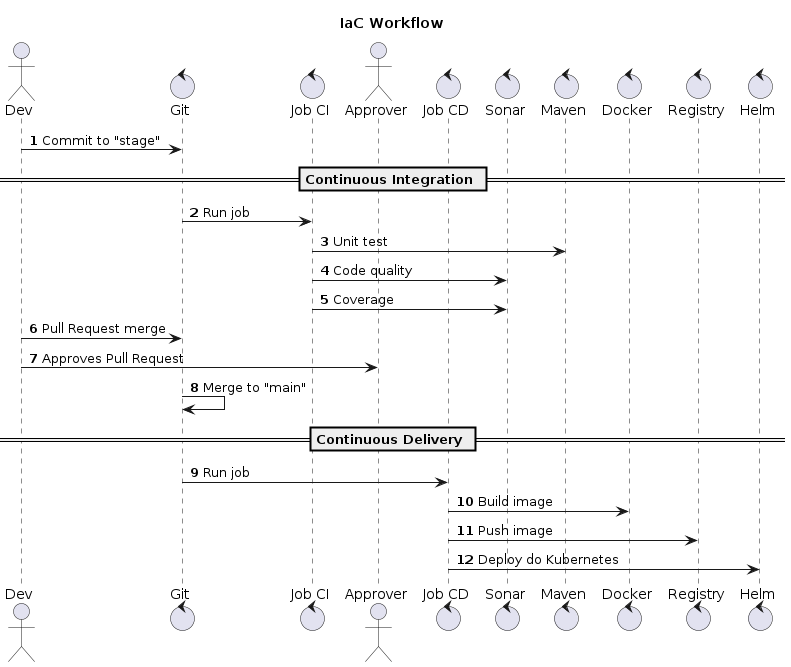 IaC Workflow
Dev Git Job CI Approver Job CD Sonar Maven Docker Registry Helm
1 Commit to "stage"
Continuous Integration
2 Run job
3 Unit test
4 Code quality
5 Coverage
6 Pull Request merge
7 Approves Pull Request
8 Merge to "main"
Continuous Delivery
9 Run job
10 Build image
11 Push image
12 Deploy do Kubernetes
Dev Git Job CI Approver Job CD Sonar Maven Docker Registry Helm